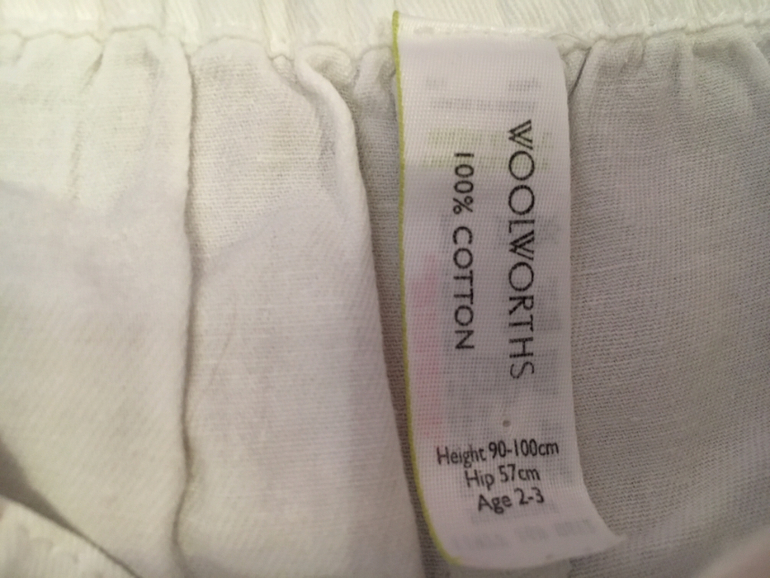 WOOLWORTHS
100% COTTON
Height 90-100cm
Hip 57cm
Age 2-3